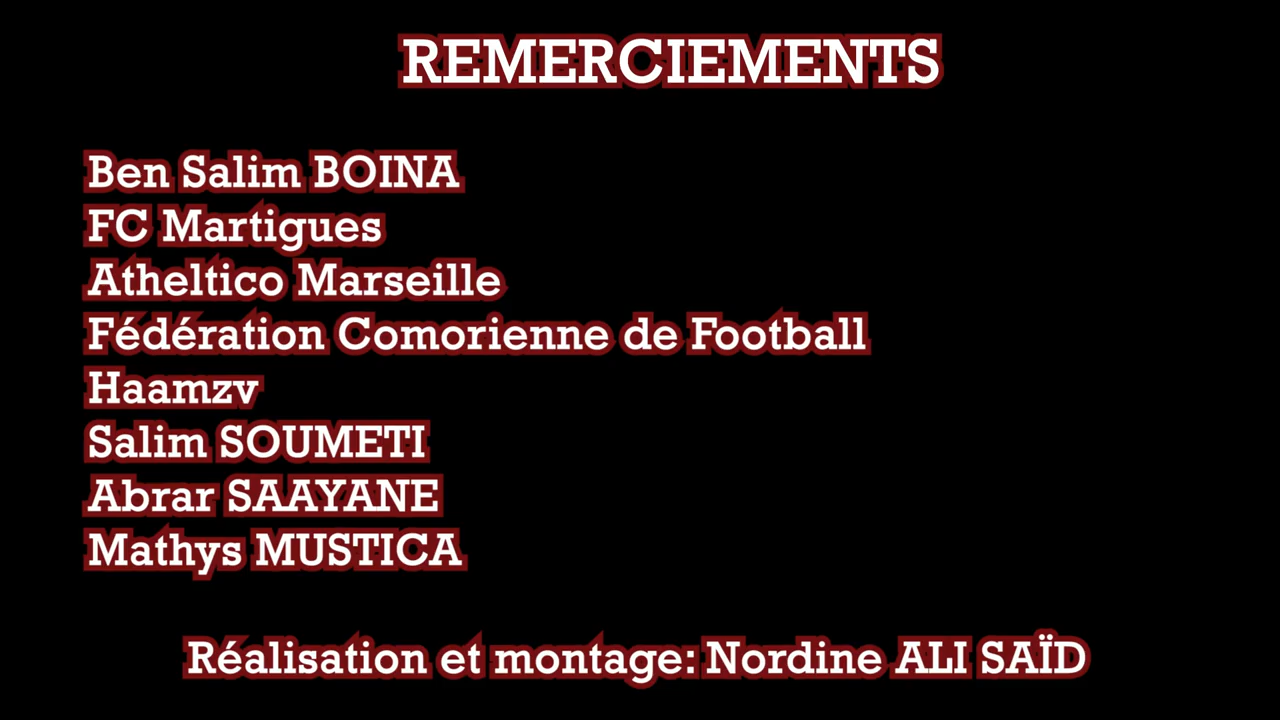 REMERCIEMENTS
Ben Salim BOINA
FC Martigues
Atheltico Marseille
Fédération Comorienne de Football
Haamzv
Salim SOUMETI
Abrar SAAYANE
Mathys MUSTICA
Réalisation et montage: Nordine ALI SAÏD